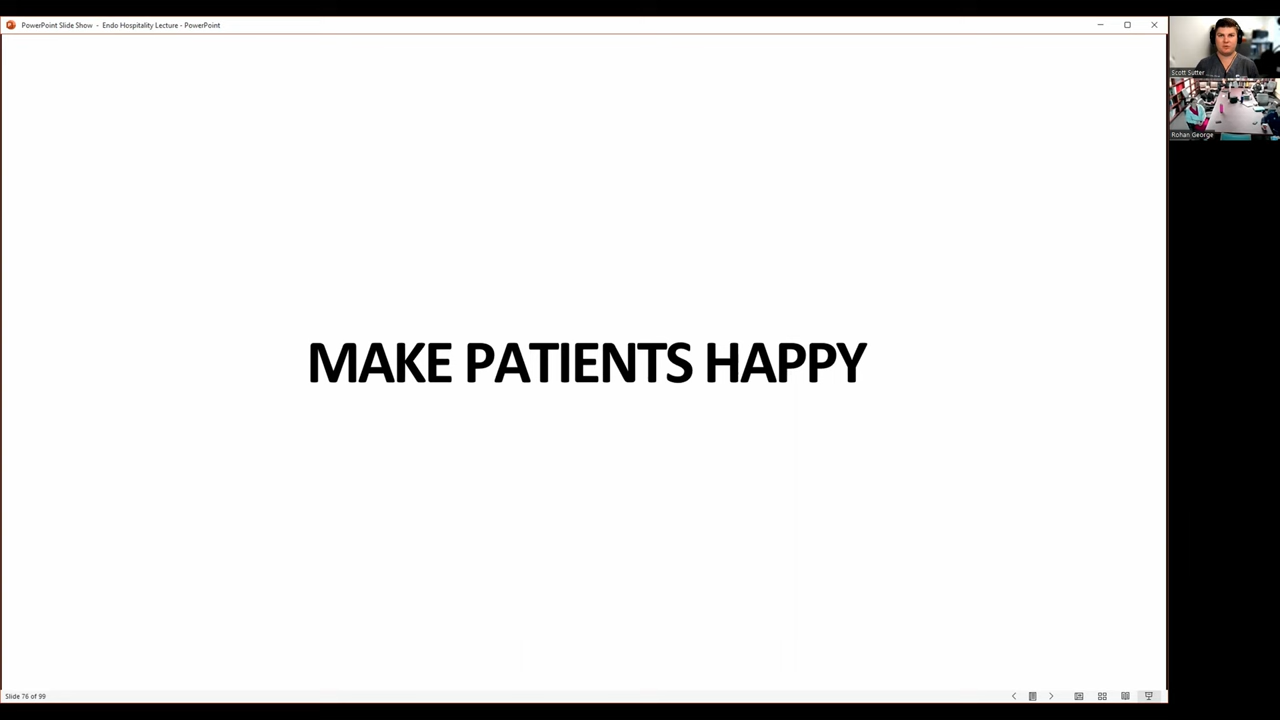 PowerPoint Slide Show - Endo Hospitality Lecture - PowerPoint
Scott Sutter
Rohan George
MAKE PATIENTS HAPPY
Slide 76 of 99